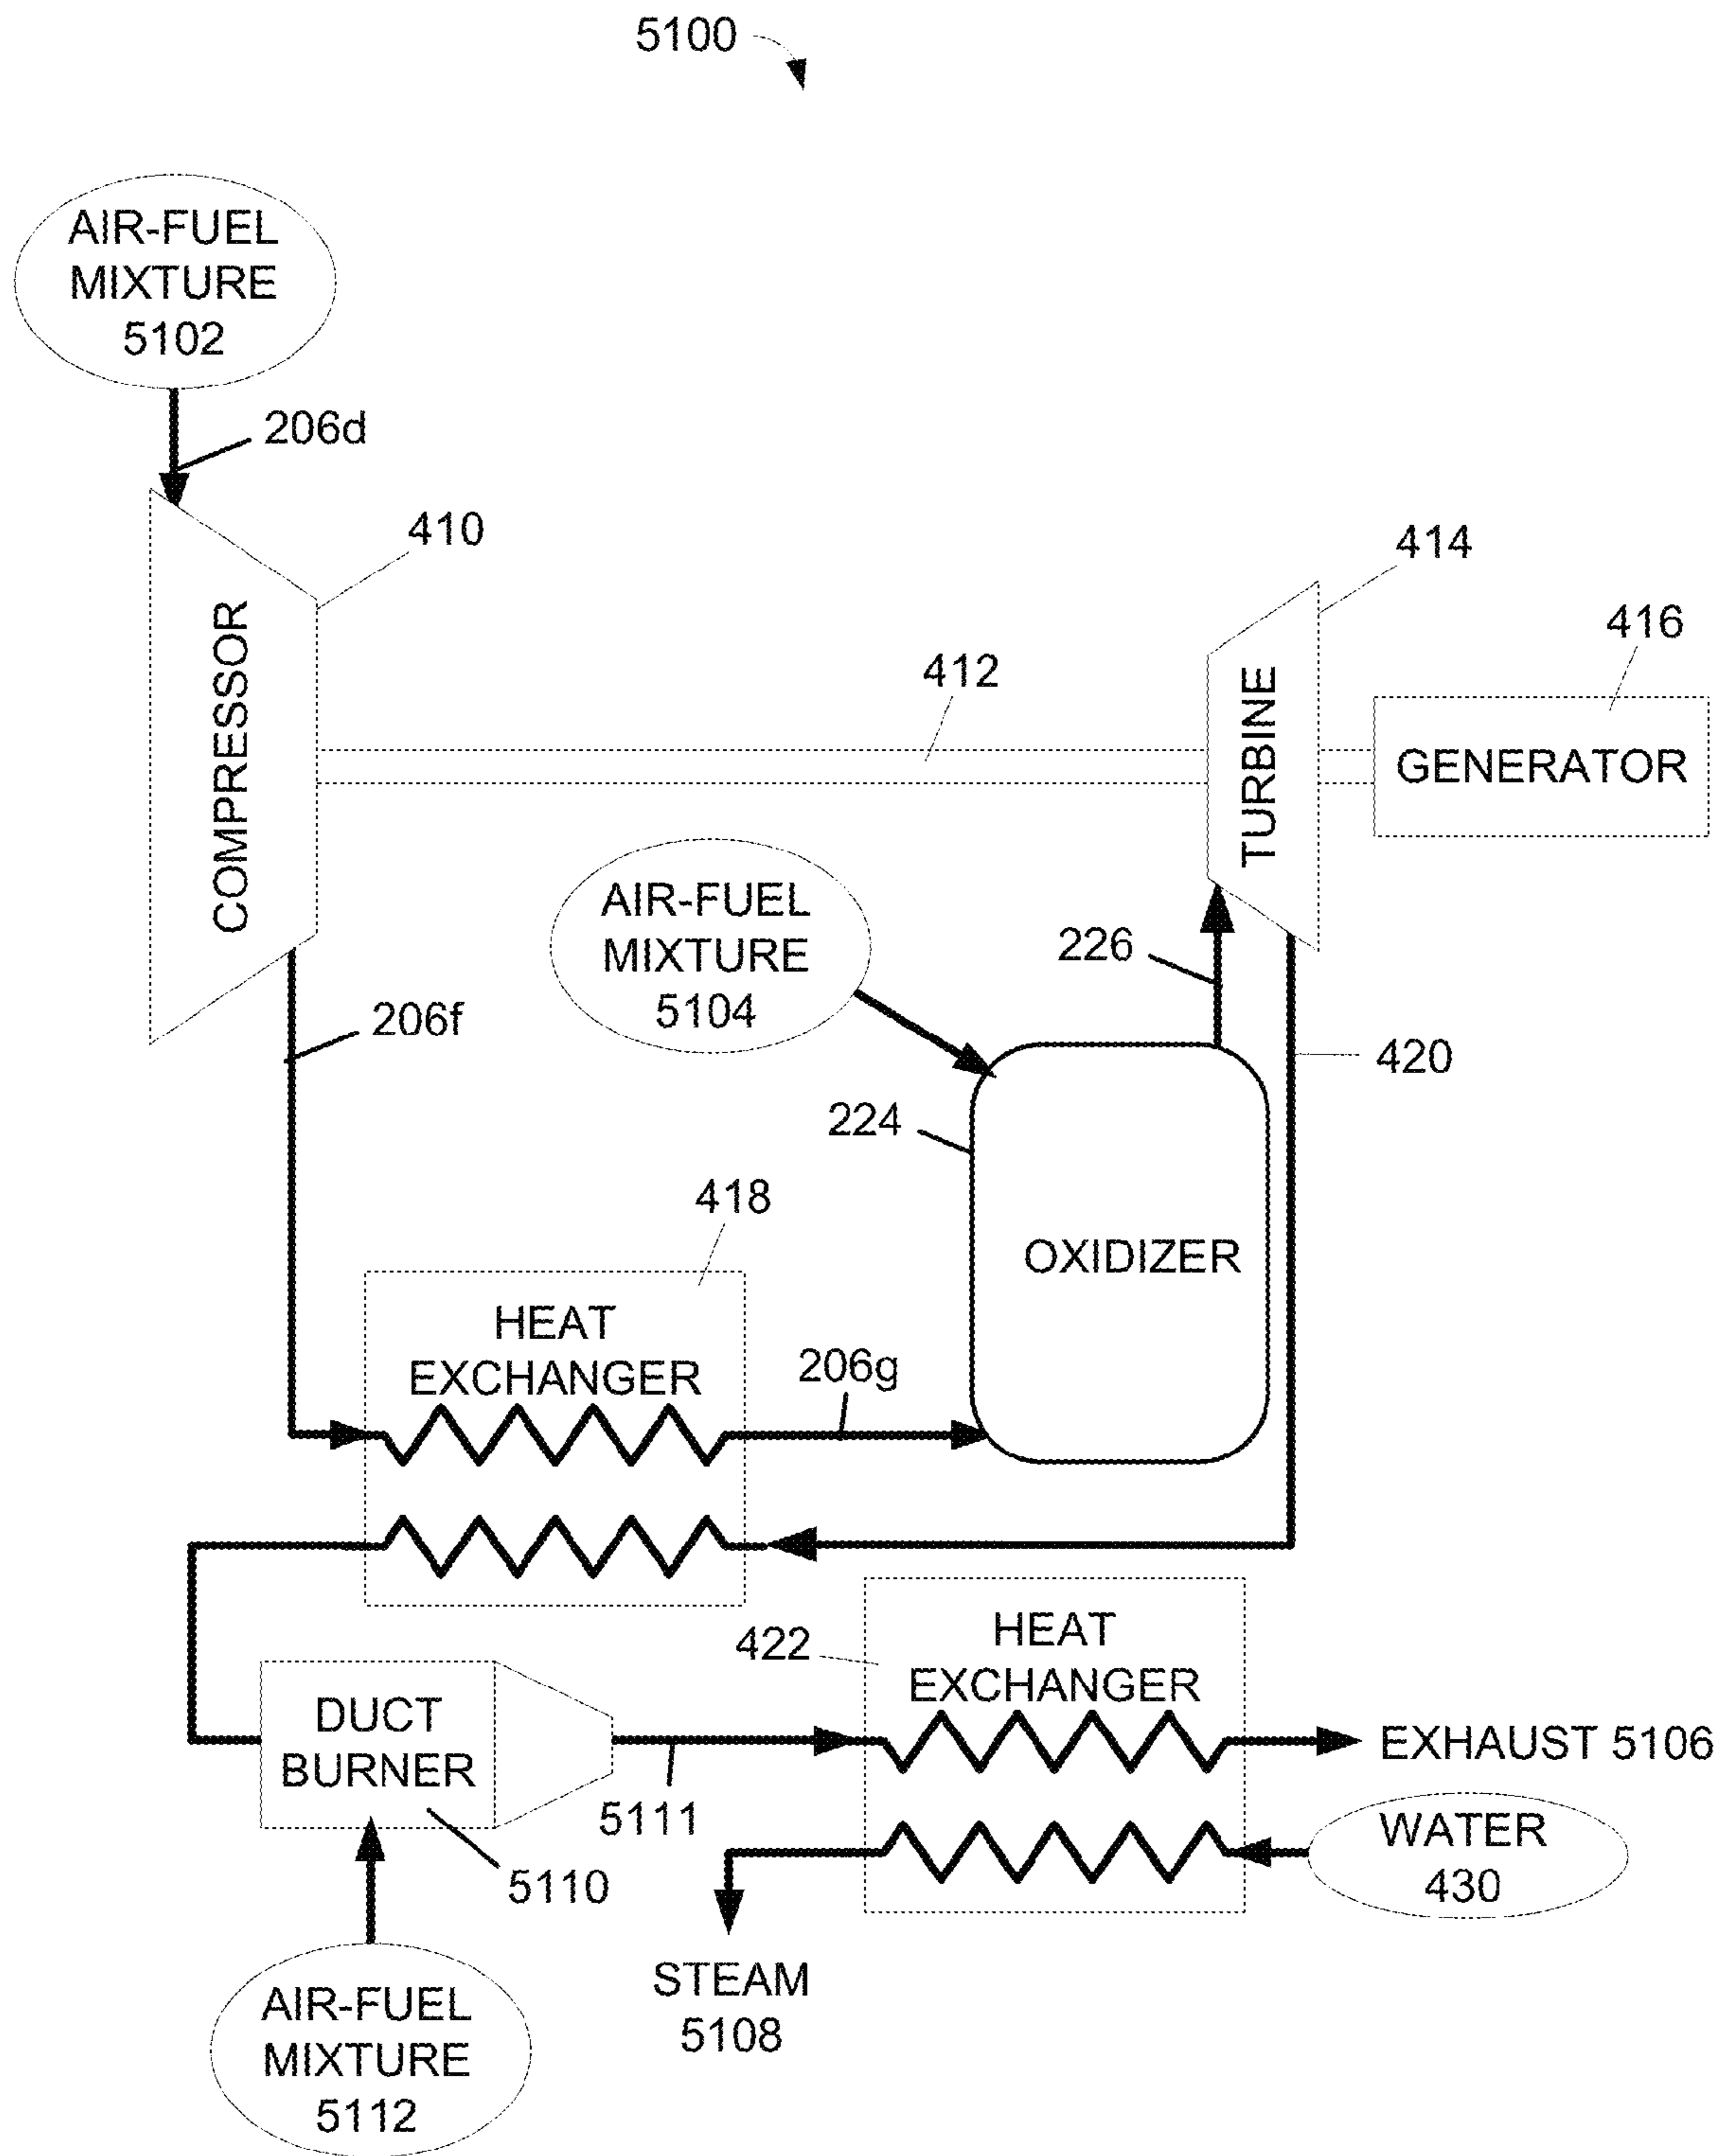 5100
AIR-FUEL
MIXTURE
5102
206d
410
COMPRESSOR
414
416
412
TURBINE
GENERATOR
AIR-FUEL
MIXTURE
5104
226
206f
420
224
418
OXIDIZER
HEAT
EXCHANGER
206g
422
HEAT
EXCHANGER
DUCT
BURNER
EXHAUST 5106
5111
WATER
430
5110
STEAM
5108
AIR-FUEL
MIXTURE
5112